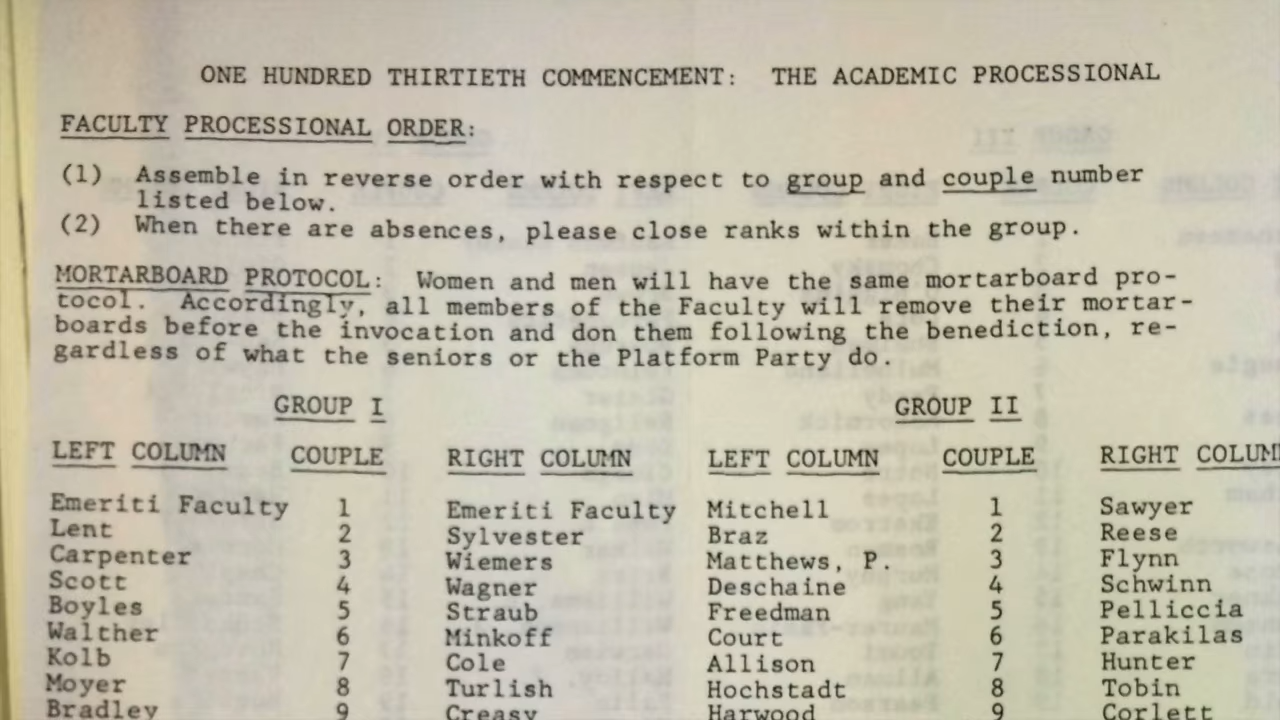 ONE HUNDRED THIRTIETH COMMENCEMENT: THE ACADEMIC PROCESSIONAL
FACULTY PROCESSIONAL ORDER:
(1) Assemble in reverse order with respect to group and couple number
listed below.
(2) When there are absences, please close ranks within the group.
MORTARBOARD PROTOCOL: Women and men will have the same mortarboard pro-
tocol. Accordingly, all members of the Faculty will remove their mortar-
boards before the invocation and don them following the benediction, re-
gardless of what the seniors or the Platform Party do.
GROUP I GROUP II
LEFT COLUMN COUPLE RIGHT COLUMN LEFT COLUMN COUPLE RIGHT COLUM
Emeriti Faculty 1 Emeriti Faculty Mitchell 1 Sawyer
Lent 2 Sylvester Braz 2 Reese
Carpenter 3 Wiemers Matthews, P. 3 Flynn
Scott 4 Wagner Deschaine 4 Schwinn
Boyles 5 Straub Freedman 5 Pelliccia
Walther 6 Minkoff Court 6 Parakilas
Kolb 7 Cole Allison 7 Hunter
Moyer 8 Turlish Hochstadt 8 Tobin
Bradley 9 Creasy Harwood 9 Corlett